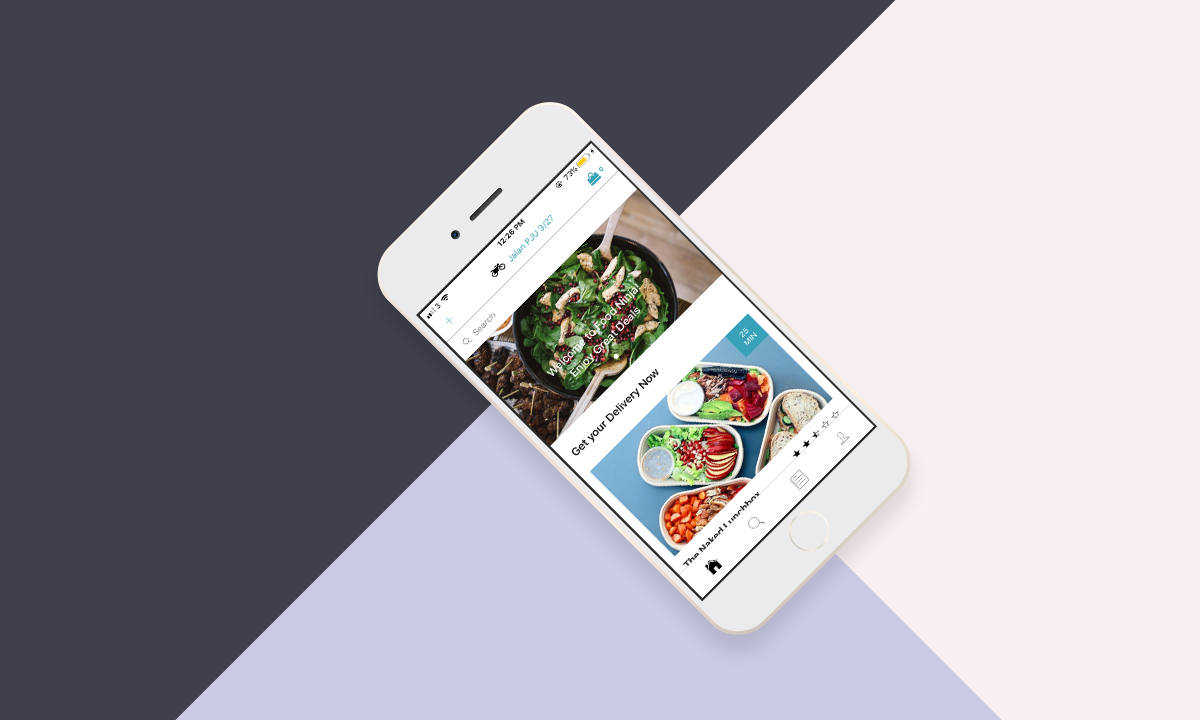 3
12:26 PM
73%
Jalan PJU 3/27
0
Search
Welcome to Food Ninja!
Enjoy Great Deals
Get your Delivery Now
25
MIN
The Naked Lunchbox